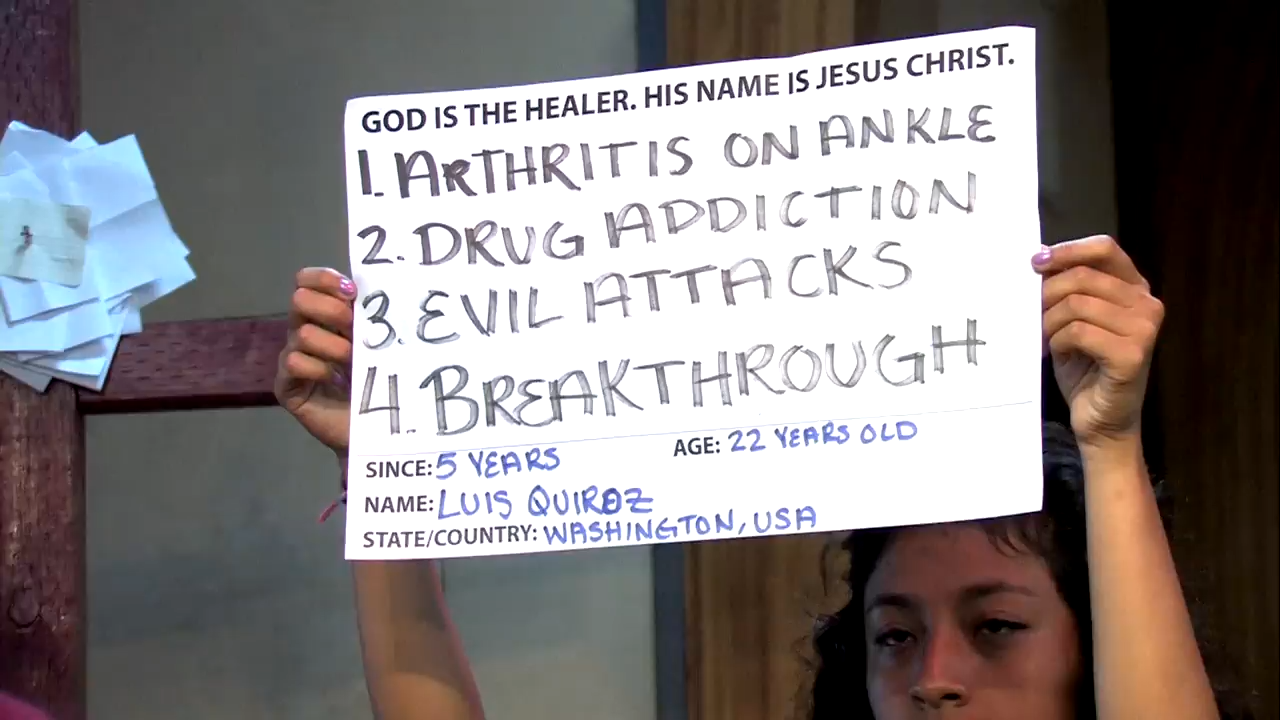 GOD IS THE HEALER. HIS NAME IS JESUS CHRIST.
1. ARTHRITIS ON ANKLE
2. DRUG ADDICTION
3. EVIL ATTACKS
4. BREAKTHROUGH
SINCE: 5 YEARS AGE: 22 YEARS OLD
NAME: LUIS QUIROZ
STATE/COUNTRY: WASHINGTON, USA